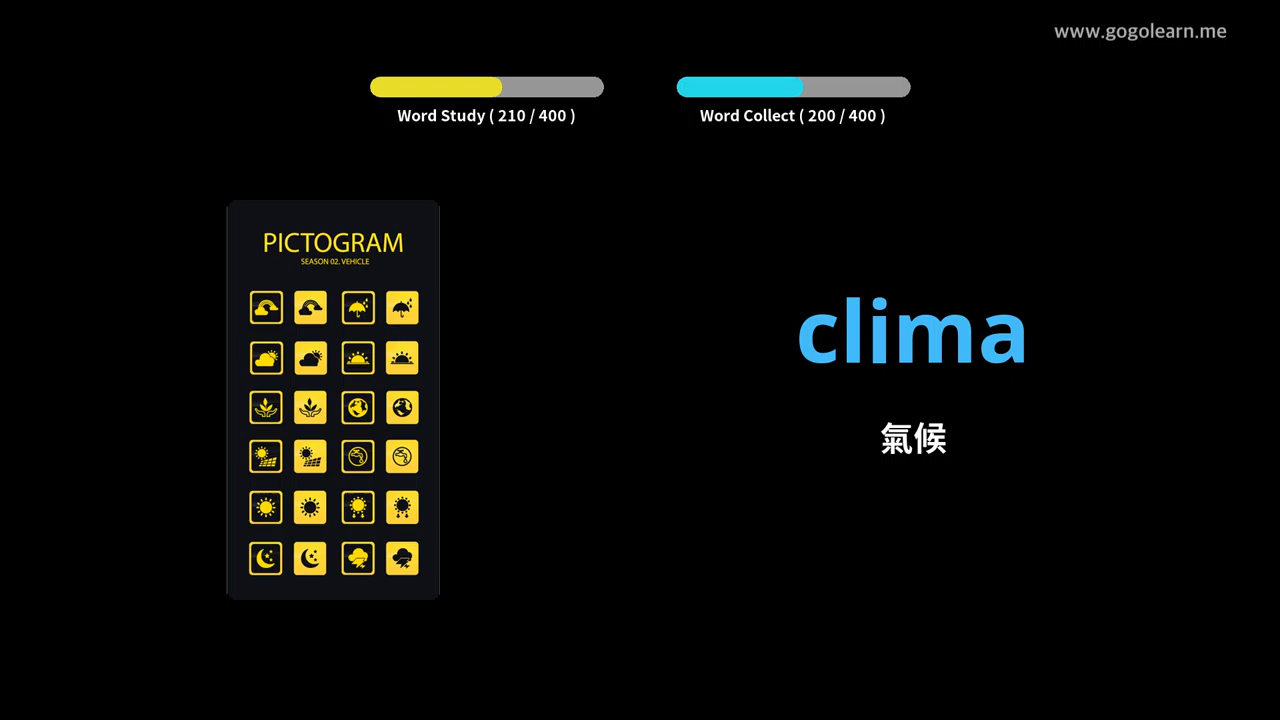 www.gogolearn.me
Word Study ( 210 / 400 )
Word Collect ( 200 / 400 )
PICTOGRAM
SEASON 02. VEHICLE
clima
氣候